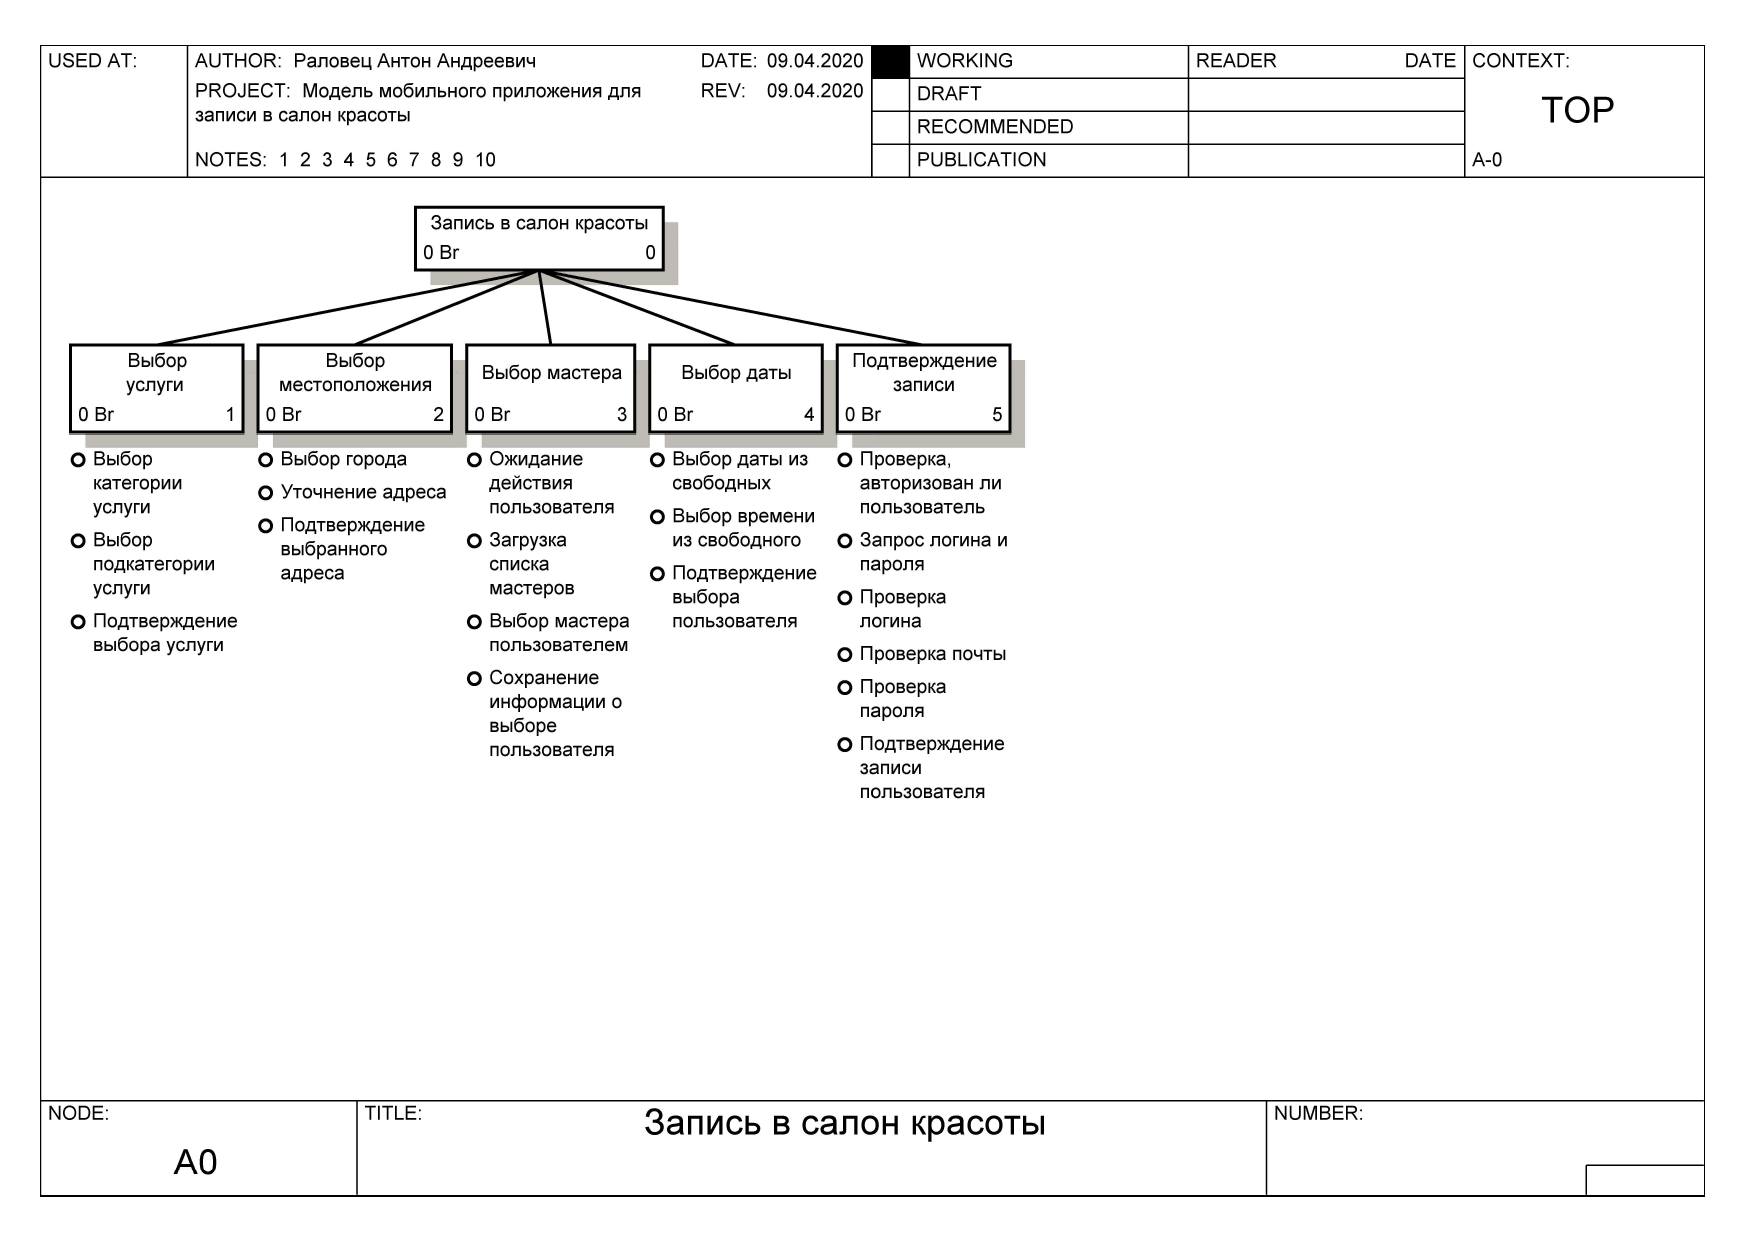 USED AT:
AUTHOR: Раловец Антон Андреевич
DATE: 09.04.2020
PROJECT: Модель мобильного приложения для
записи в салон красоты
REV: 09.04.2020
NOTES: 1 2 3 4 5 6 7 8 9 10
WORKING
DRAFT
RECOMMENDED
PUBLICATION
READER DATE
CONTEXT:
TOP
A-0
Запись в салон красоты
0 Br 0
Выбор
услуги
0 Br 1
Выбор
местоположения
0 Br 2
Выбор мастера
0 Br 3
Выбор даты
0 Br 4
Подтверждение
записи
0 Br 5
Выбор
категории
услуги
Выбор
подкатегории
услуги
Подтверждение
выбора услуги
Выбор города
Уточнение адреса
Подтверждение
выбранного
адреса
Ожидание
действия
пользователя
Загрузка
списка
мастеров
Выбор мастера
пользователем
Сохранение
информации о
выборе
пользователя
Выбор даты из
свободных
Выбор времени
из свободного
Подтверждение
выбора
пользователя
Проверка,
авторизован ли
пользователь
Запрос логина и
пароля
Проверка
логина
Проверка почты
Проверка
пароля
Подтверждение
записи
пользователя
NODE:
A0
TITLE:
Запись в салон красоты
NUMBER: